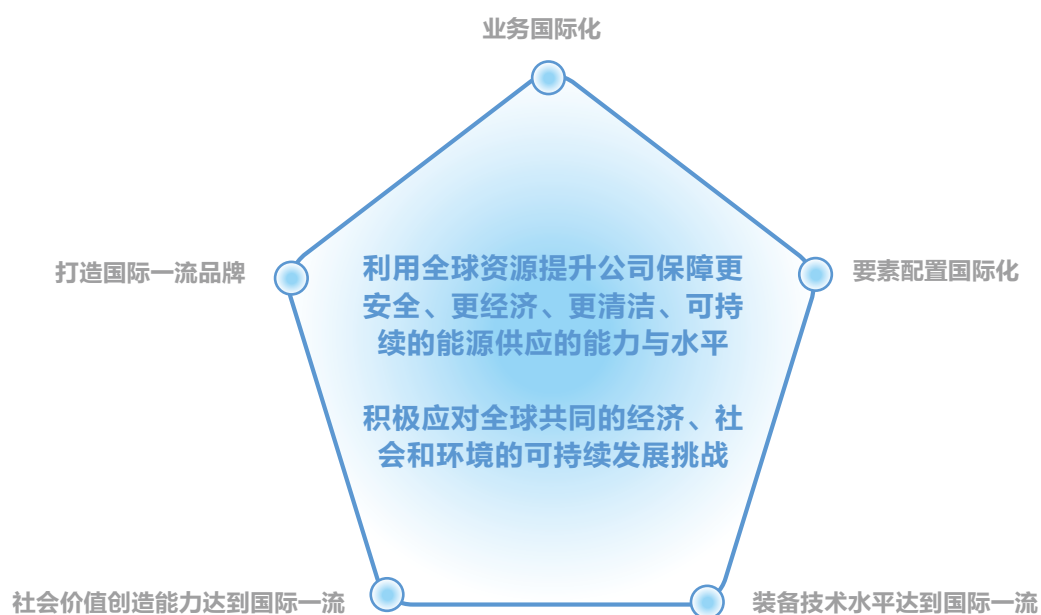 业务国际化
打造国际一流品牌
要素配置国际化
利用全球资源提升公司保障更
安全、更经济、更清洁、可持
续的能源供应的能力与水平
积极应对全球共同的经济、社
会和环境的可持续发展挑战
社会价值创造能力达到国际一流
装备技术水平达到国际一流